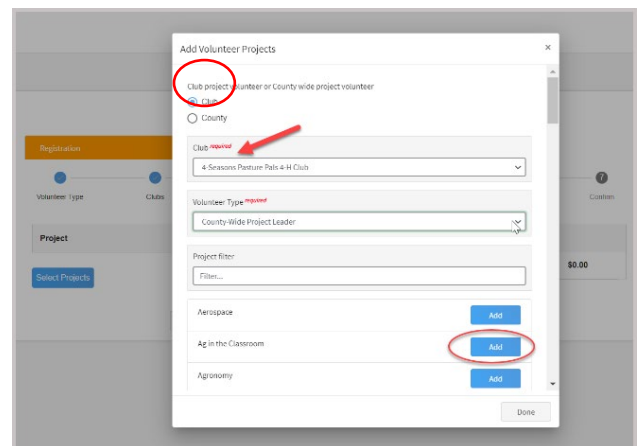 Add Volunteer Projects ×
Club project volunteer or County wide project volunteer
Club
County
Club required
4-Seasons Pasture Pals 4-H Club
Volunteer Type required
County-Wide Project Leader
Project filter
Filter...
Aerospace Add
Ag in the Classroom Add
Agronomy Add
Done
Registration
Volunteer Type
Clubs
7
Confirm
Project
Select Projects
$0.00